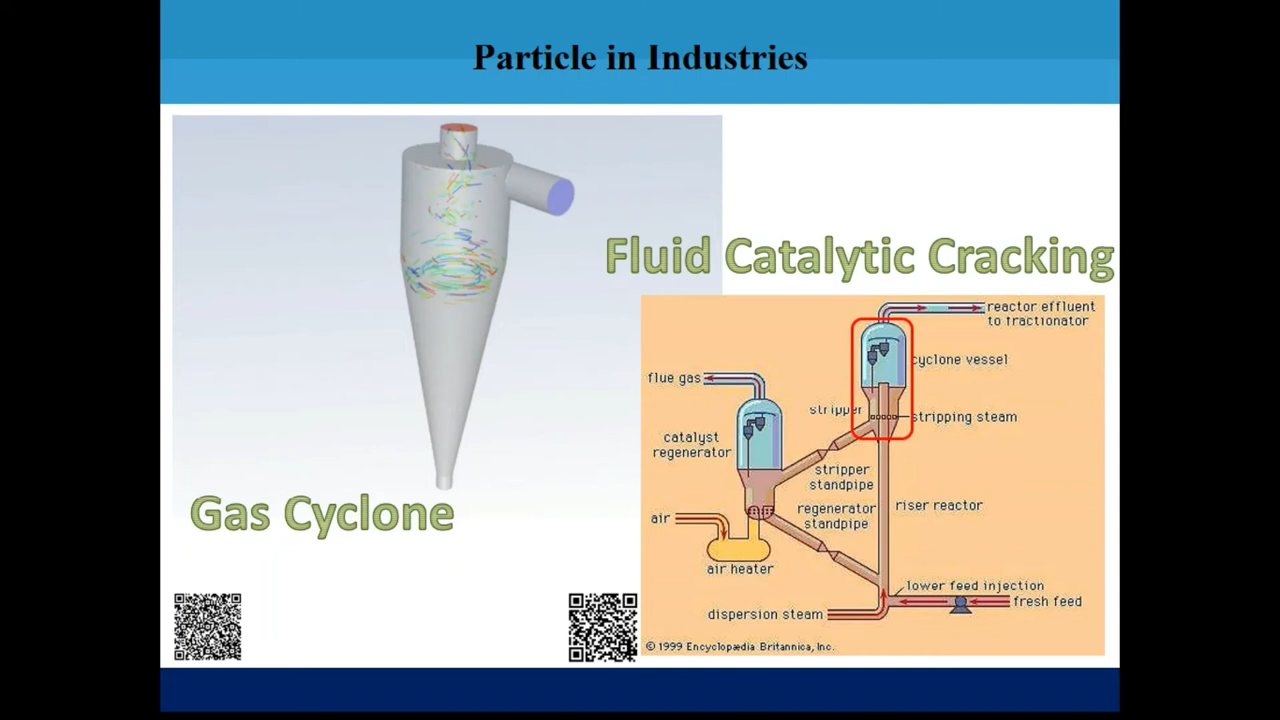 Particle in Industries
Fluid Catalytic Cracking
Gas Cyclone
reactor effluent
to fractionator
cyclone vessel
flue gas
stripper
stripping steam
catalyst
regenerator
stripper
standpipe
riser reactor
regenerator
standpipe
air
air heater
lower feed injection
fresh feed
dispersion steam
© 1999 Encyclopædia Britannica, Inc.